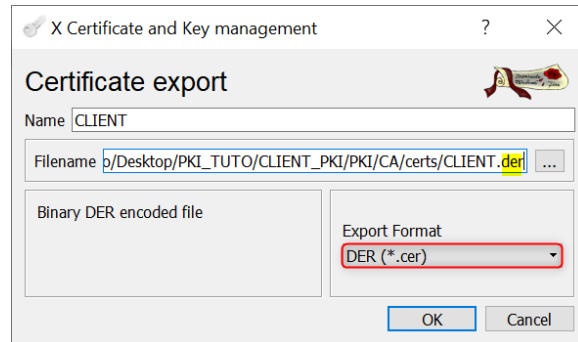 X Certificate and Key management
?
Certificate export
Name CLIENT
Filename o/Desktop/PKI_TUTO/CLIENT_PKI/PKI/CA/certs/CLIENT.der ...
Binary DER encoded file
Export Format
DER (*.cer)
OK Cancel